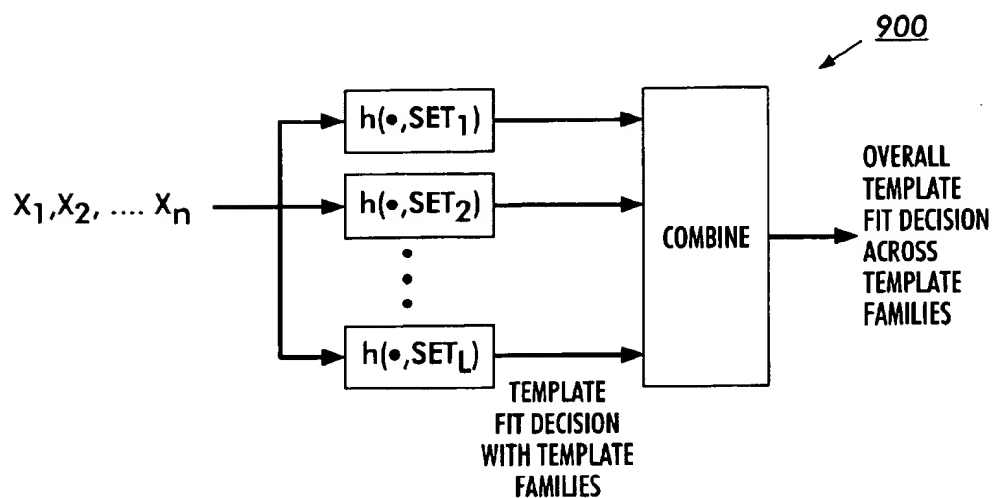 900
h(•,SET1)
X1,X2, .... Xn
h(•,SET2)
h(•,SETL)
COMBINE
OVERALL
TEMPLATE
FIT DECISION
ACROSS
TEMPLATE
FAMILIES
TEMPLATE
FIT DECISION
WITH TEMPLATE
FAMILIES